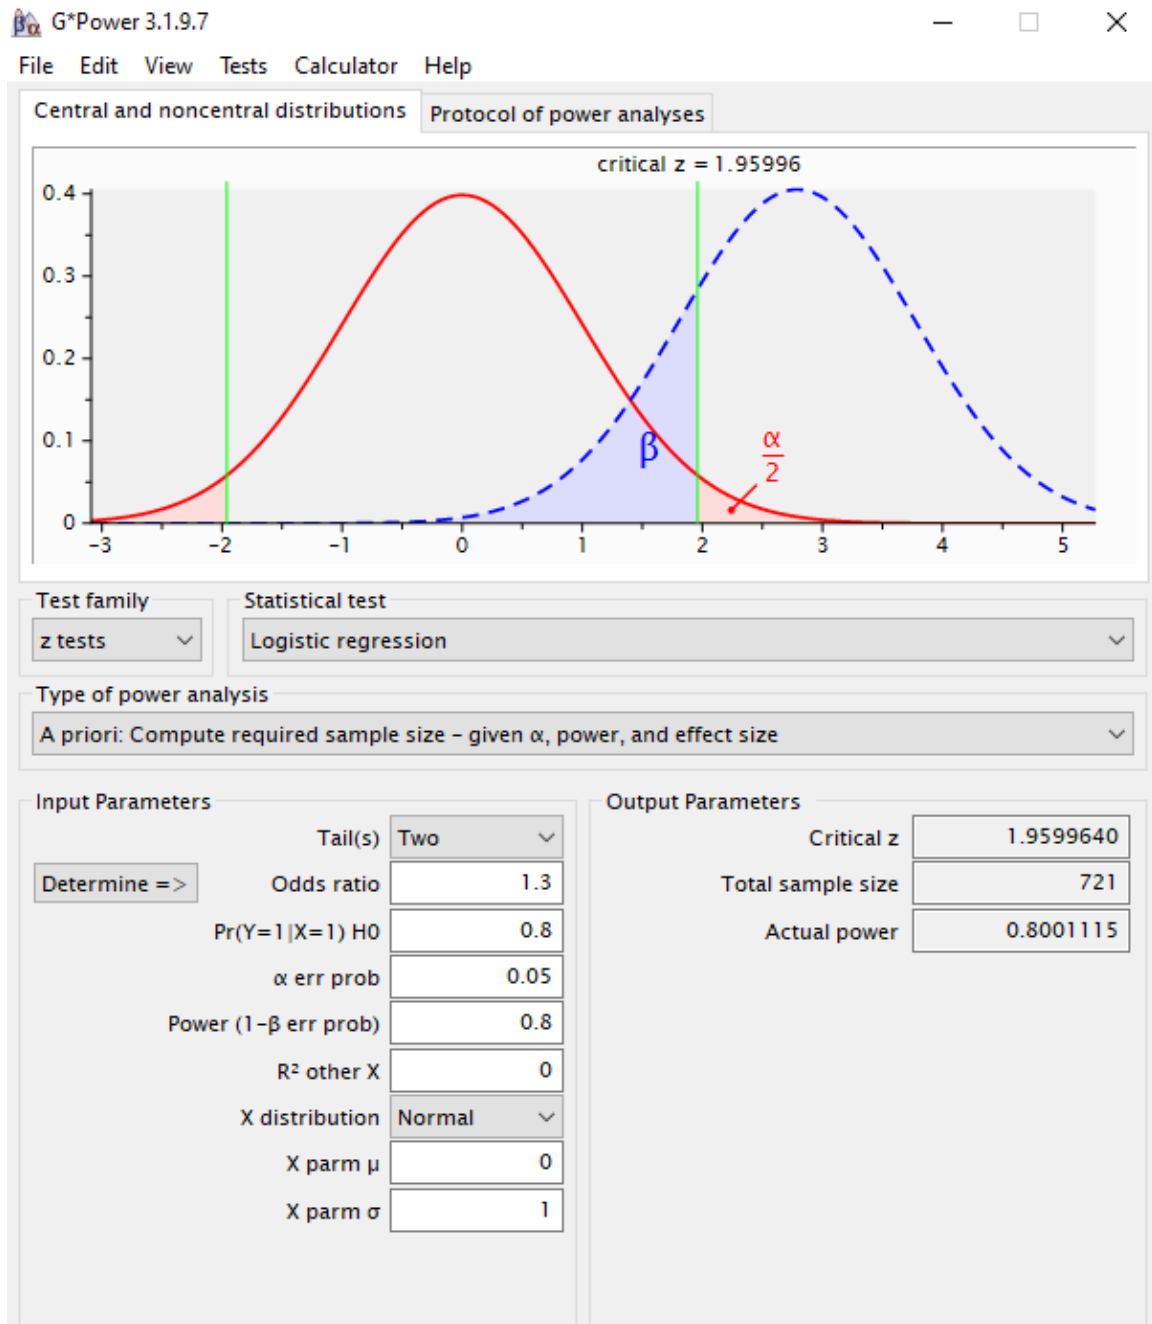 G*Power 3.1.9.7
File Edit View Tests Calculator Help
Central and noncentral distributions Protocol of power analyses
critical z = 1.95996
0.4
0.3
0.2
0.1
0
β
α
2
-3 -2 -1 0 1 2 3 4 5
Test family
z tests
Statistical test
Logistic regression
Type of power analysis
A priori: Compute required sample size - given α, power, and effect size
Input Parameters
Tail(s) Two
Determine => Odds ratio 1.3
Pr(Y=1|X=1) H0 0.8
α err prob 0.05
Power (1-β err prob) 0.8
R² other X 0
X distribution Normal
X parm μ 0
X parm σ 1
Output Parameters
Critical z 1.9599640
Total sample size 721
Actual power 0.8001115